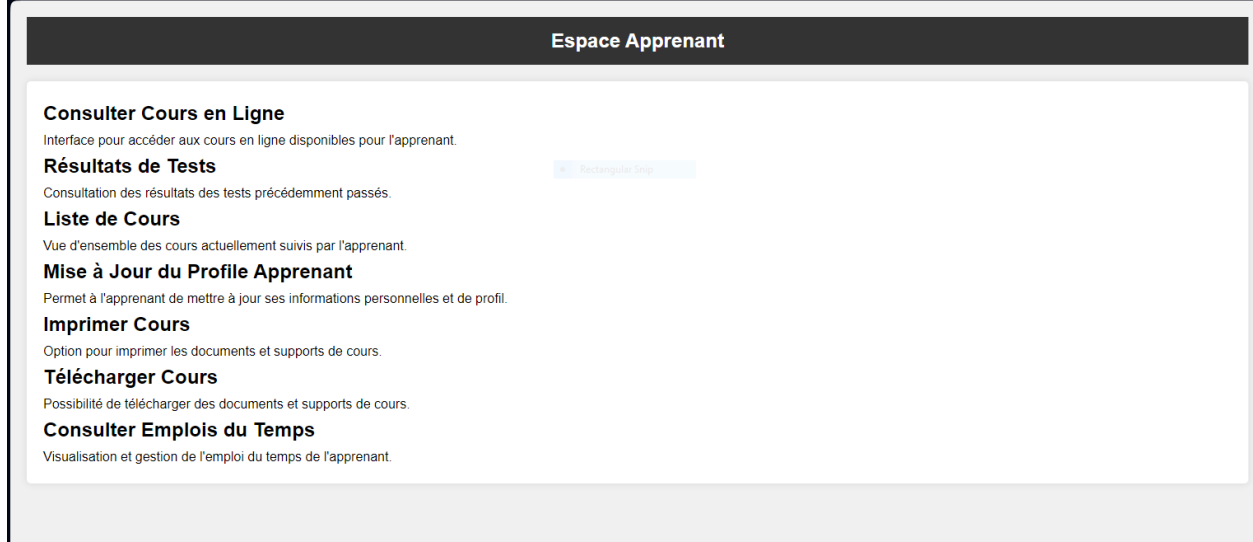 Espace Apprenant
Consulter Cours en Ligne
Interface pour accéder aux cours en ligne disponibles pour l'apprenant.
Résultats de Tests
Rectangular Snip
Consultation des résultats des tests précédemment passés.
Liste de Cours
Vue d'ensemble des cours actuellement suivis par l'apprenant.
Mise à Jour du Profile Apprenant
Permet à l'apprenant de mettre à jour ses informations personnelles et de profil.
Imprimer Cours
Option pour imprimer les documents et supports de cours.
Télécharger Cours
Possibilité de télécharger des documents et supports de cours.
Consulter Emplois du Temps
Visualisation et gestion de l'emploi du temps de l'apprenant.